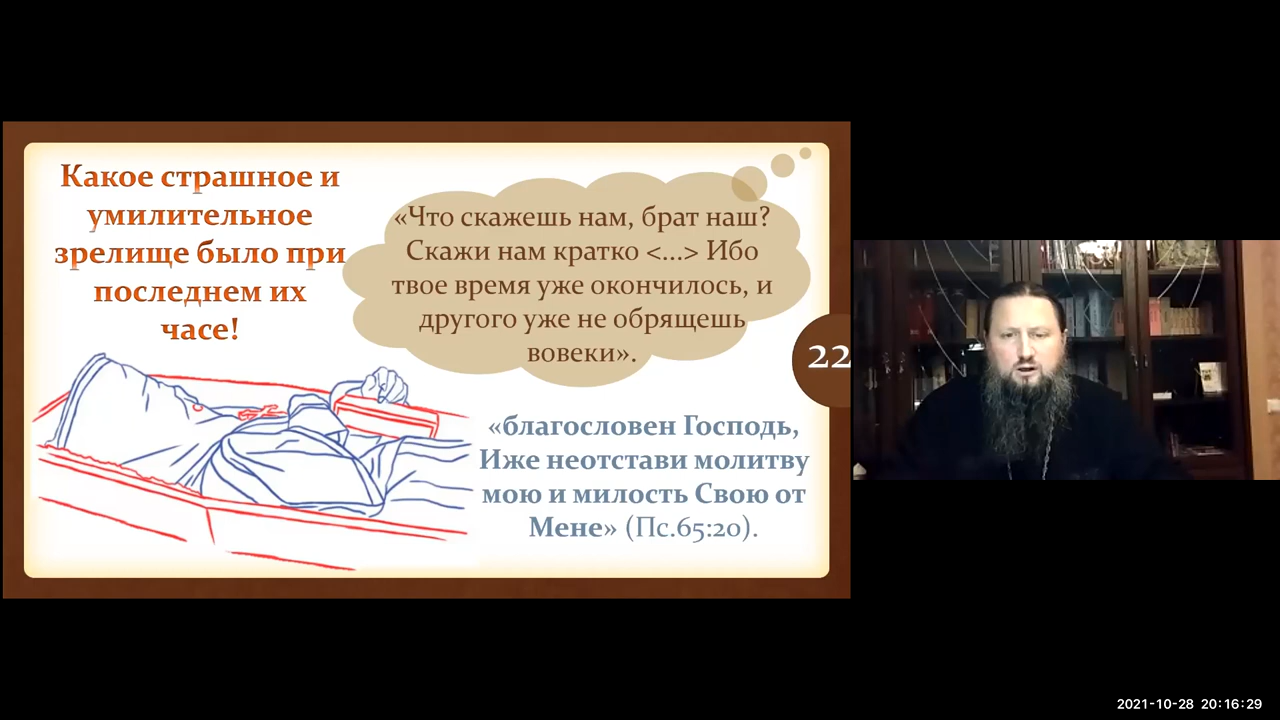 Какое страшное и
умилительное
зрелище было при
последнем их
часе!
«Что скажешь нам, брат наш?
Скажи нам кратко <...> Ибо
твое время уже окончилось, и
другого уже не обрящешь
вовеки».
22
«благословен Господь,
Иже неотстави молитву
мою и милость Свою от
Мене» (Пс.65:20).
2021-10-28 20:16:29